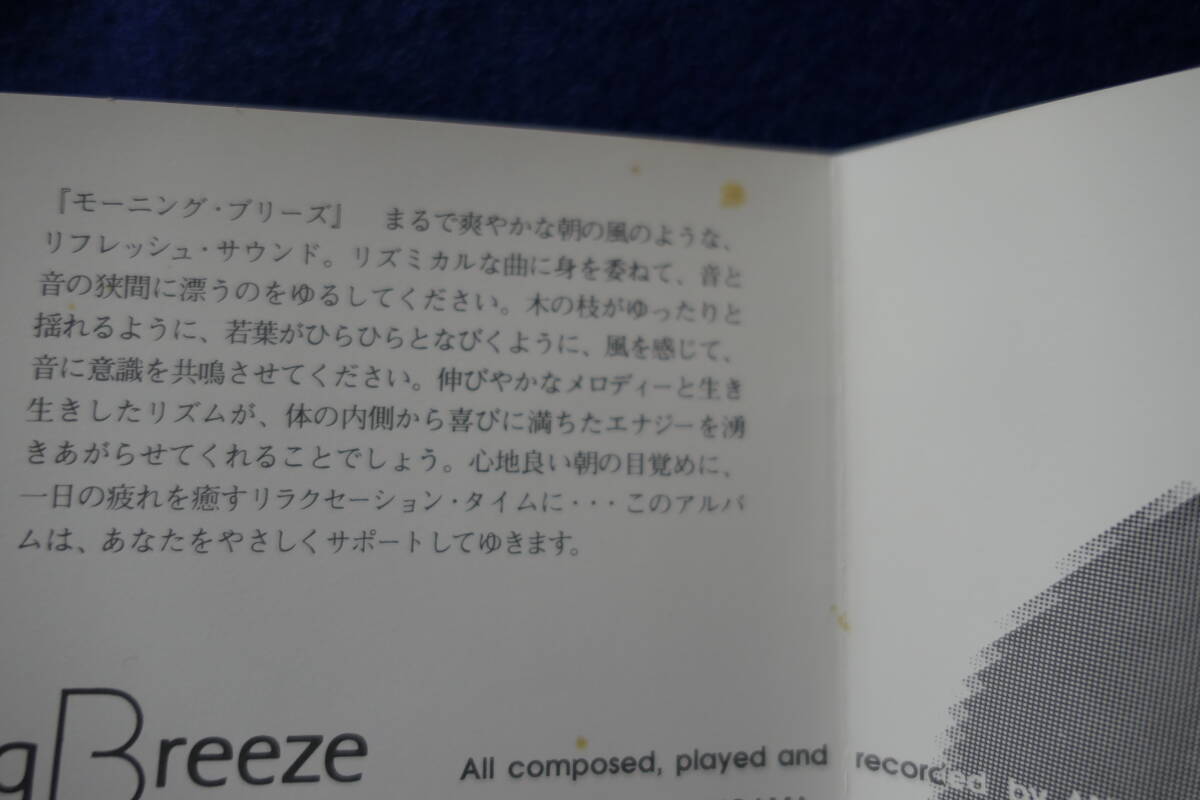 『モーニング・ブリーズ』　まるで爽やかな朝の風のような、
リフレッシュ・サウンド。リズミカルな曲に身を委ねて、音と
音の狭間に漂うのをゆるしてください。木の枝がゆったりと
揺れるように、若葉がひらひらとなびくように、風を感じて、
音に意識を共鳴させてください。伸びやかなメロディーと生き
生きしたリズムが、体の内側から喜びに満ちたエナジーを湧
きあがらせてくれることでしょう。心地良い朝の目覚めに、
一日の疲れを癒すリラクセーション・タイムに・・・このアルバ
ムは、あなたをやさしくサポートしてゆきます。
g Breeze
All composed, played and recorded by